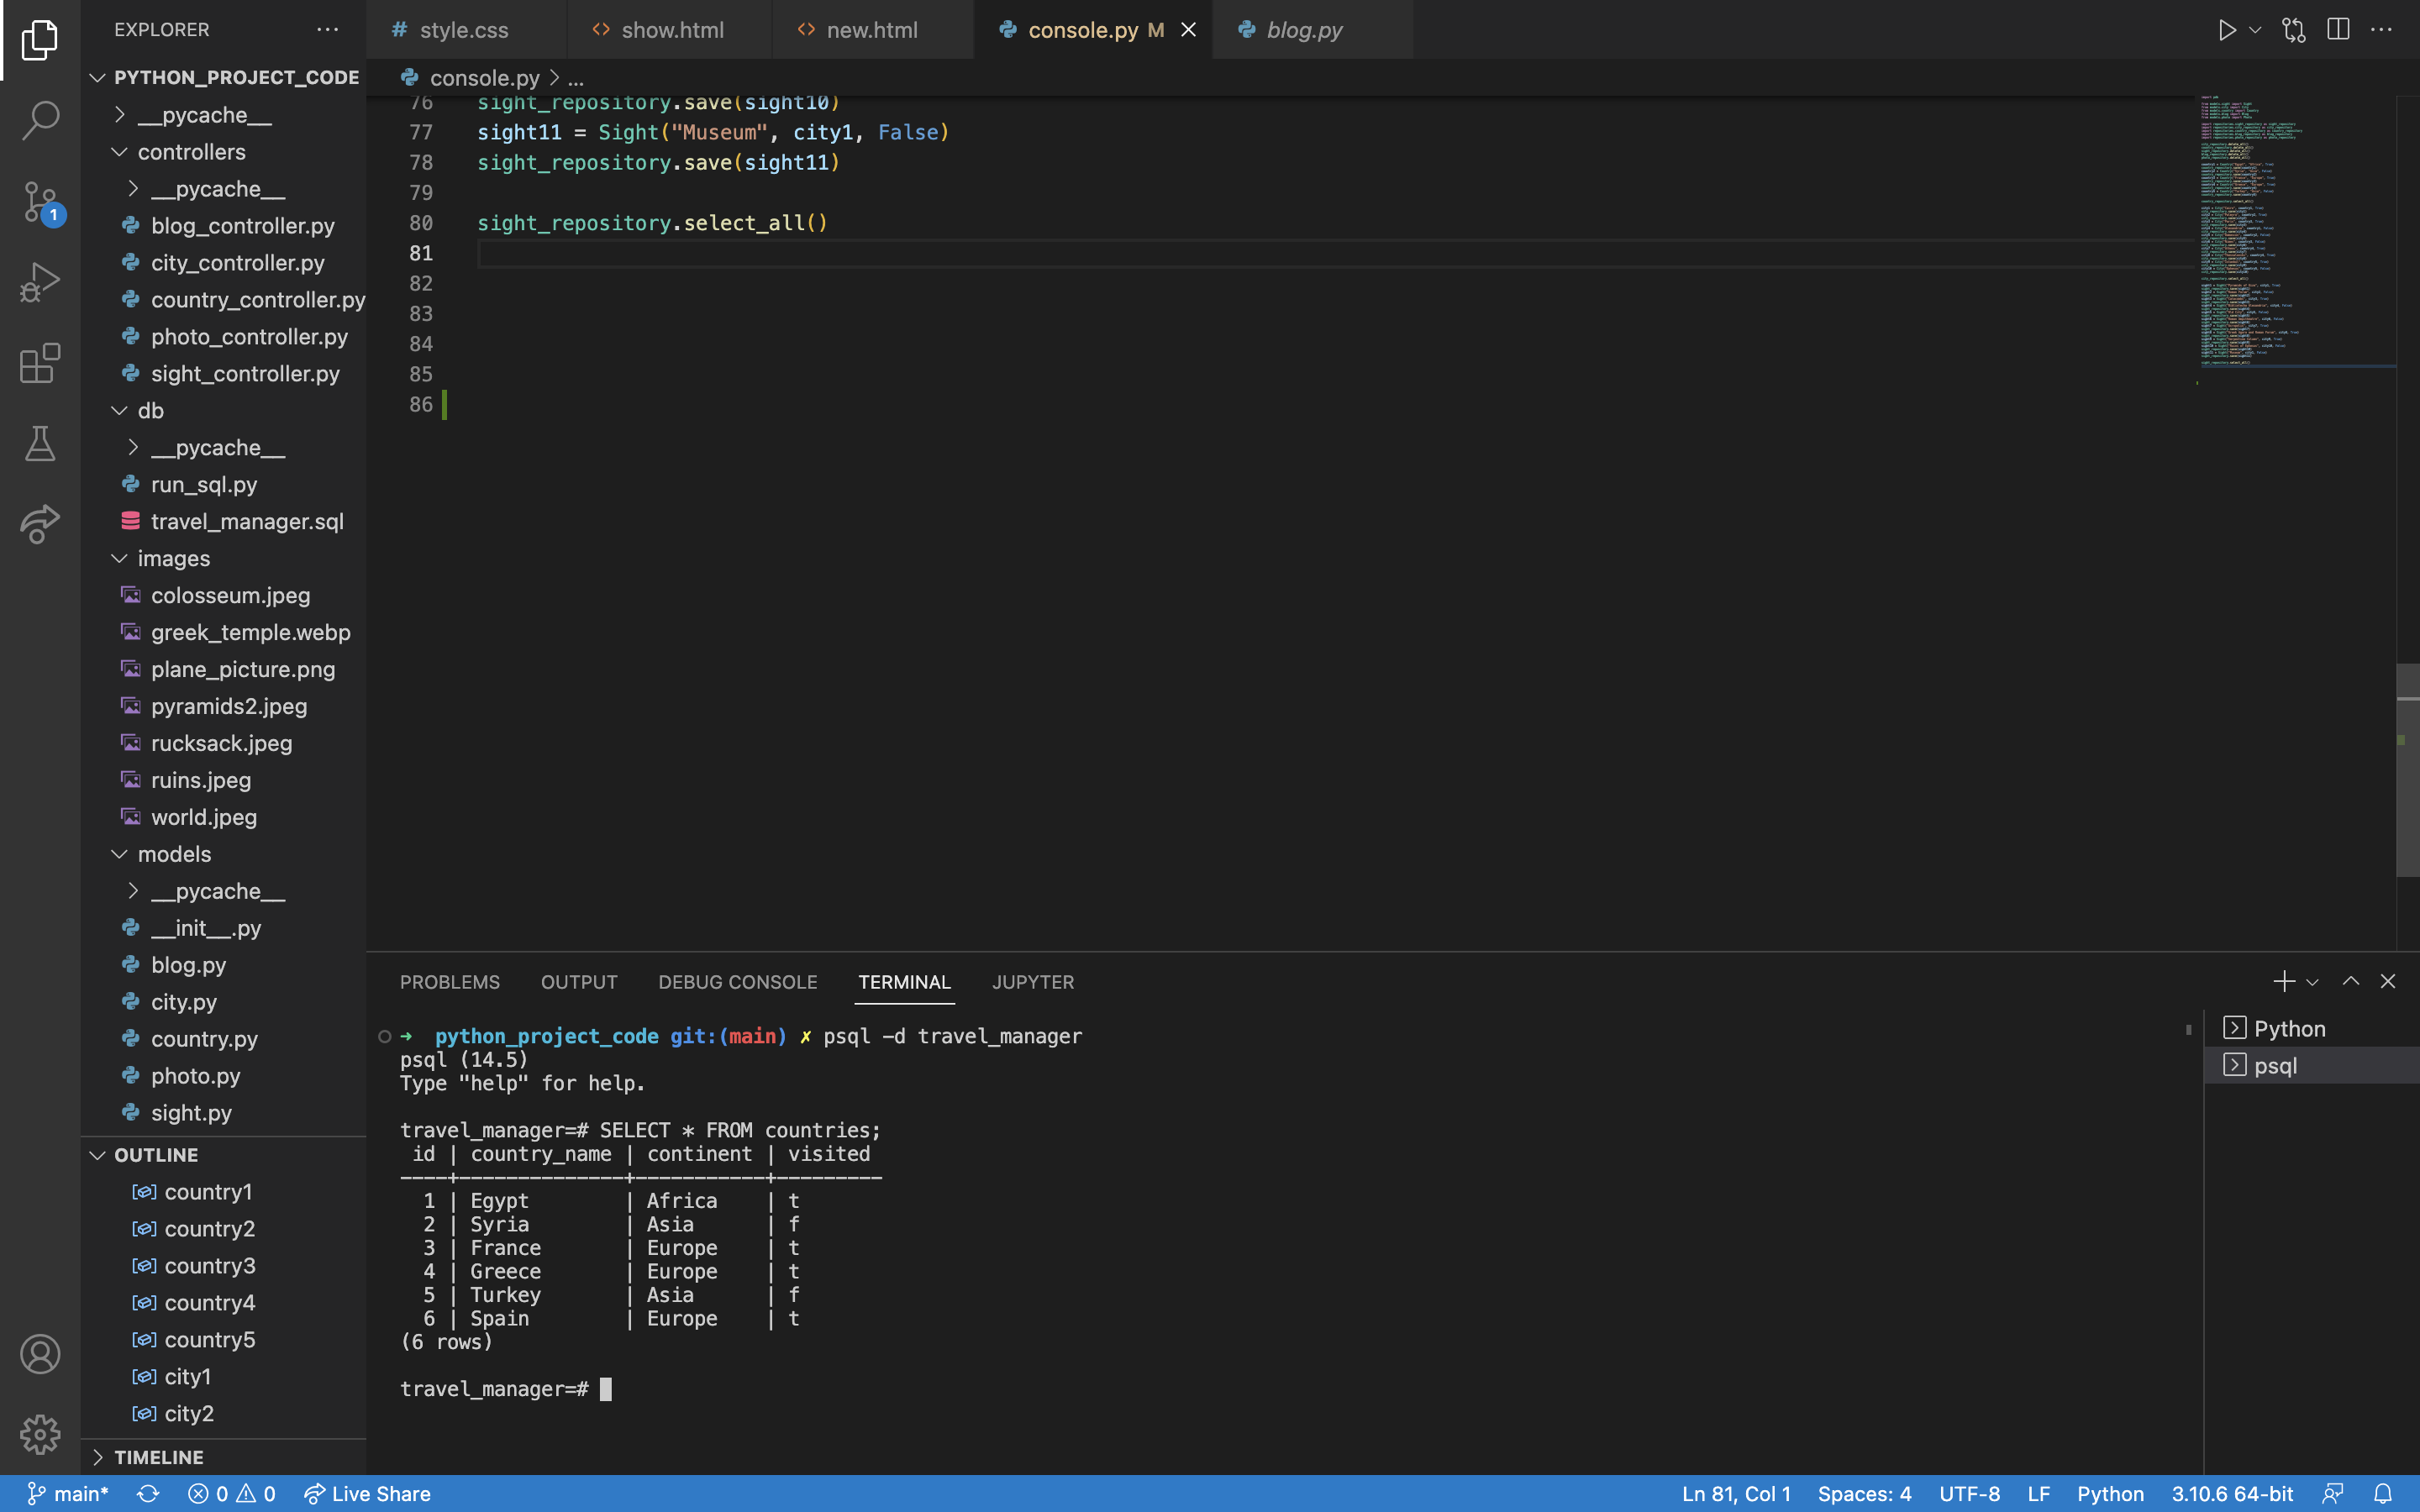 EXPLORER
PYTHON_PROJECT_CODE
__pycache__
controllers
__pycache__
blog_controller.py
city_controller.py
country_controller.py
photo_controller.py
sight_controller.py
db
__pycache__
run_sql.py
travel_manager.sql
images
colosseum.jpeg
greek_temple.webp
plane_picture.png
pyramids2.jpeg
rucksack.jpeg
ruins.jpeg
world.jpeg
models
__pycache__
__init__.py
blog.py
city.py
country.py
photo.py
sight.py
OUTLINE
country1
country2
country3
country4
country5
city1
city2
TIMELINE
1
# style.css <> show.html <> new.html console.py M blog.py
console.py > ...
76 sight_repository.save(sight10)
77 sight11 = Sight("Museum", city1, False)
78 sight_repository.save(sight11)
79
80 sight_repository.select_all()
81
82
83
84
85
86
PROBLEMS OUTPUT DEBUG CONSOLE TERMINAL JUPYTER
→ python_project_code git:(main) ✗ psql -d travel_manager
psql (14.5)
Type "help" for help.
travel_manager=# SELECT * FROM countries;
id | country_name | continent | visited
----+--------------+-----------+---------
1 | Egypt | Africa | t
2 | Syria | Asia | f
3 | France | Europe | t
4 | Greece | Europe | t
5 | Turkey | Asia | f
6 | Spain | Europe | t
(6 rows)
travel_manager=#
Python
psql
main* 0 0 Live Share Ln 81, Col 1 Spaces: 4 UTF-8 LF Python 3.10.6 64-bit